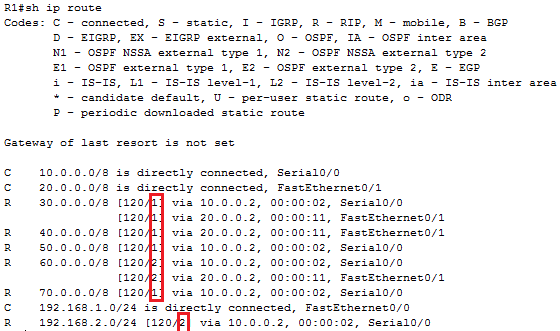 R1#sh ip route
Codes: C - connected, S - static, I - IGRP, R - RIP, M - mobile, B - BGP
D - EIGRP, EX - EIGRP external, O - OSPF, IA - OSPF inter area
N1 - OSPF NSSA external type 1, N2 - OSPF NSSA external type 2
E1 - OSPF external type 1, E2 - OSPF external type 2, E - EGP
i - IS-IS, L1 - IS-IS level-1, L2 - IS-IS level-2, ia - IS-IS inter area
* - candidate default, U - per-user static route, o - ODR
P - periodic downloaded static route
Gateway of last resort is not set
C 10.0.0.0/8 is directly connected, Serial0/0
C 20.0.0.0/8 is directly connected, FastEthernet0/1
R 30.0.0.0/8 [120/1] via 10.0.0.2, 00:00:02, Serial0/0
[120/1] via 20.0.0.2, 00:00:11, FastEthernet0/1
R 40.0.0.0/8 [120/1] via 20.0.0.2, 00:00:11, FastEthernet0/1
R 50.0.0.0/8 [120/1] via 10.0.0.2, 00:00:02, Serial0/0
R 60.0.0.0/8 [120/2] via 10.0.0.2, 00:00:02, Serial0/0
[120/2] via 20.0.0.2, 00:00:11, FastEthernet0/1
R 70.0.0.0/8 [120/1] via 10.0.0.2, 00:00:02, Serial0/0
C 192.168.1.0/24 is directly connected, FastEthernet0/0
R 192.168.2.0/24 [120/2] via 10.0.0.2, 00:00:02, Serial0/0